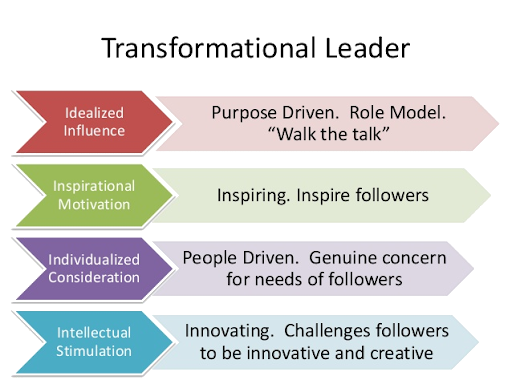 Transformational Leader
Idealized
Influence
Purpose Driven.  Role Model.
“Walk the talk”
Inspirational
Motivation
Inspiring. Inspire followers
Individualized
Consideration
People Driven.  Genuine concern
for needs of followers
Intellectual
Stimulation
Innovating.  Challenges followers
to be innovative and creative